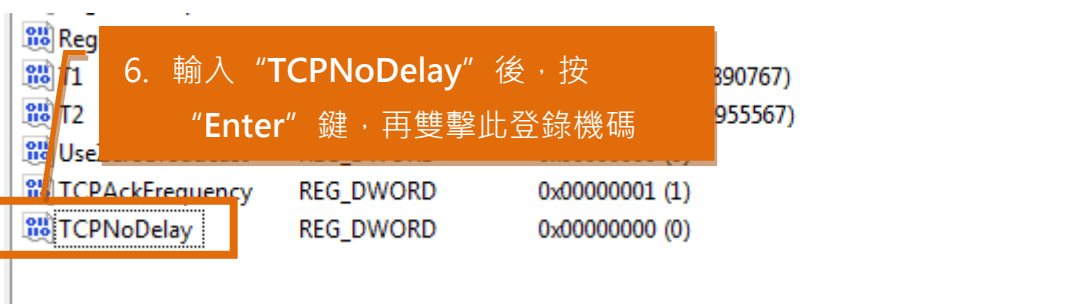 Reg
6. 輸入“TCPNoDelay”後，按
“Enter”鍵，再雙擊此登錄機碼
T1 890767)
T2 955567)
TCPAckFrequency REG_DWORD 0x00000001 (1)
TCPNoDelay REG_DWORD 0x00000000 (0)